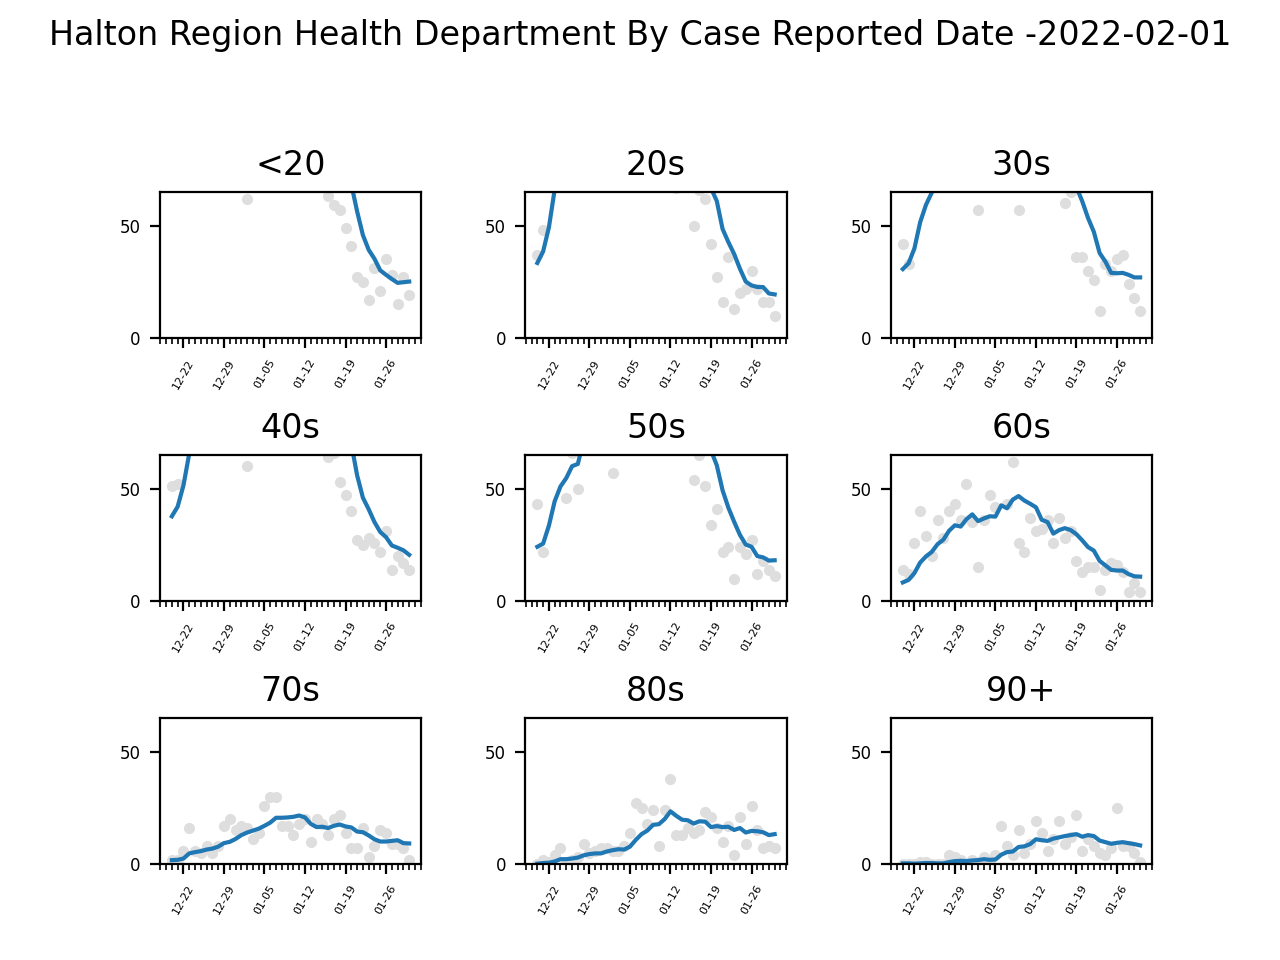 Halton Region Health Department By Case Reported Date -2022-02-01
<20 20s 30s
50 50 50
0 0 0
12-22 12-29 01-05 01-12 01-19 01-26 12-22 12-29 01-05 01-12 01-19 01-26 12-22 12-29 01-05 01-12 01-19 01-26
40s 50s 60s
50 50 50
0 0 0
12-22 12-29 01-05 01-12 01-19 01-26 12-22 12-29 01-05 01-12 01-19 01-26 12-22 12-29 01-05 01-12 01-19 01-26
70s 80s 90+
50 50 50
0 0 0
12-22 12-29 01-05 01-12 01-19 01-26 12-22 12-29 01-05 01-12 01-19 01-26 12-22 12-29 01-05 01-12 01-19 01-26